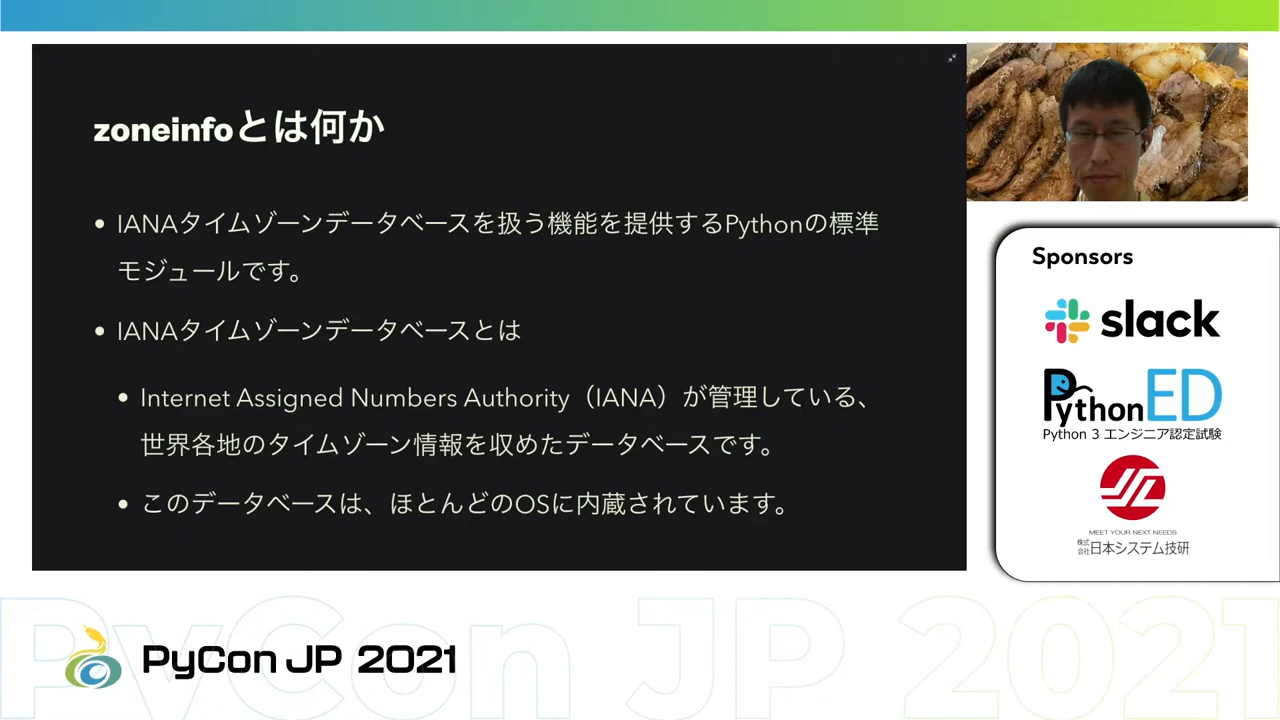 zoneinfoとは何か
• IANAタイムゾーンデータベースを扱う機能を提供するPythonの標準
モジュールです。
• IANAタイムゾーンデータベースとは
• Internet Assigned Numbers Authority（IANA）が管理している、
世界各地のタイムゾーン情報を収めたデータベースです。
• このデータベースは、ほとんどのOSに内蔵されています。
Sponsors
slack
PythonED
Python 3 エンジニア認定試験
MEET YOUR NEXT NEEDS
株式会社日本システム技研
PyCon JP 2021
PyCon JP 2021